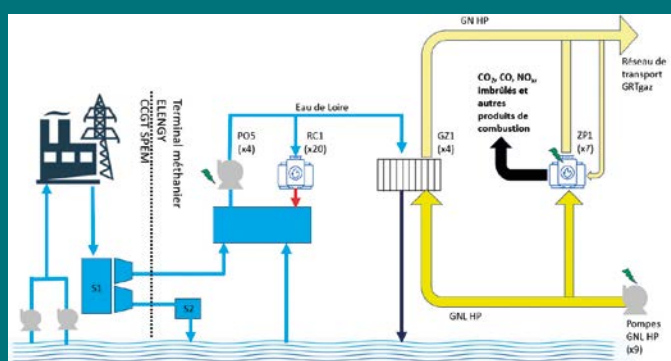 GN HP
Réseau de
transport
GRTgaz
CO₂, CO, NOₓ,
Imbrûlés et
autres
produits de
combustion
Eau de Loire
PO5
(x4)
RC1
(x20)
GZ1
(x4)
ZP1
(x7)
Terminal méthanier
ELENGY
CCGT SPEM
S1
S2
GNL HP
Pompes
GNL HP
(x9)